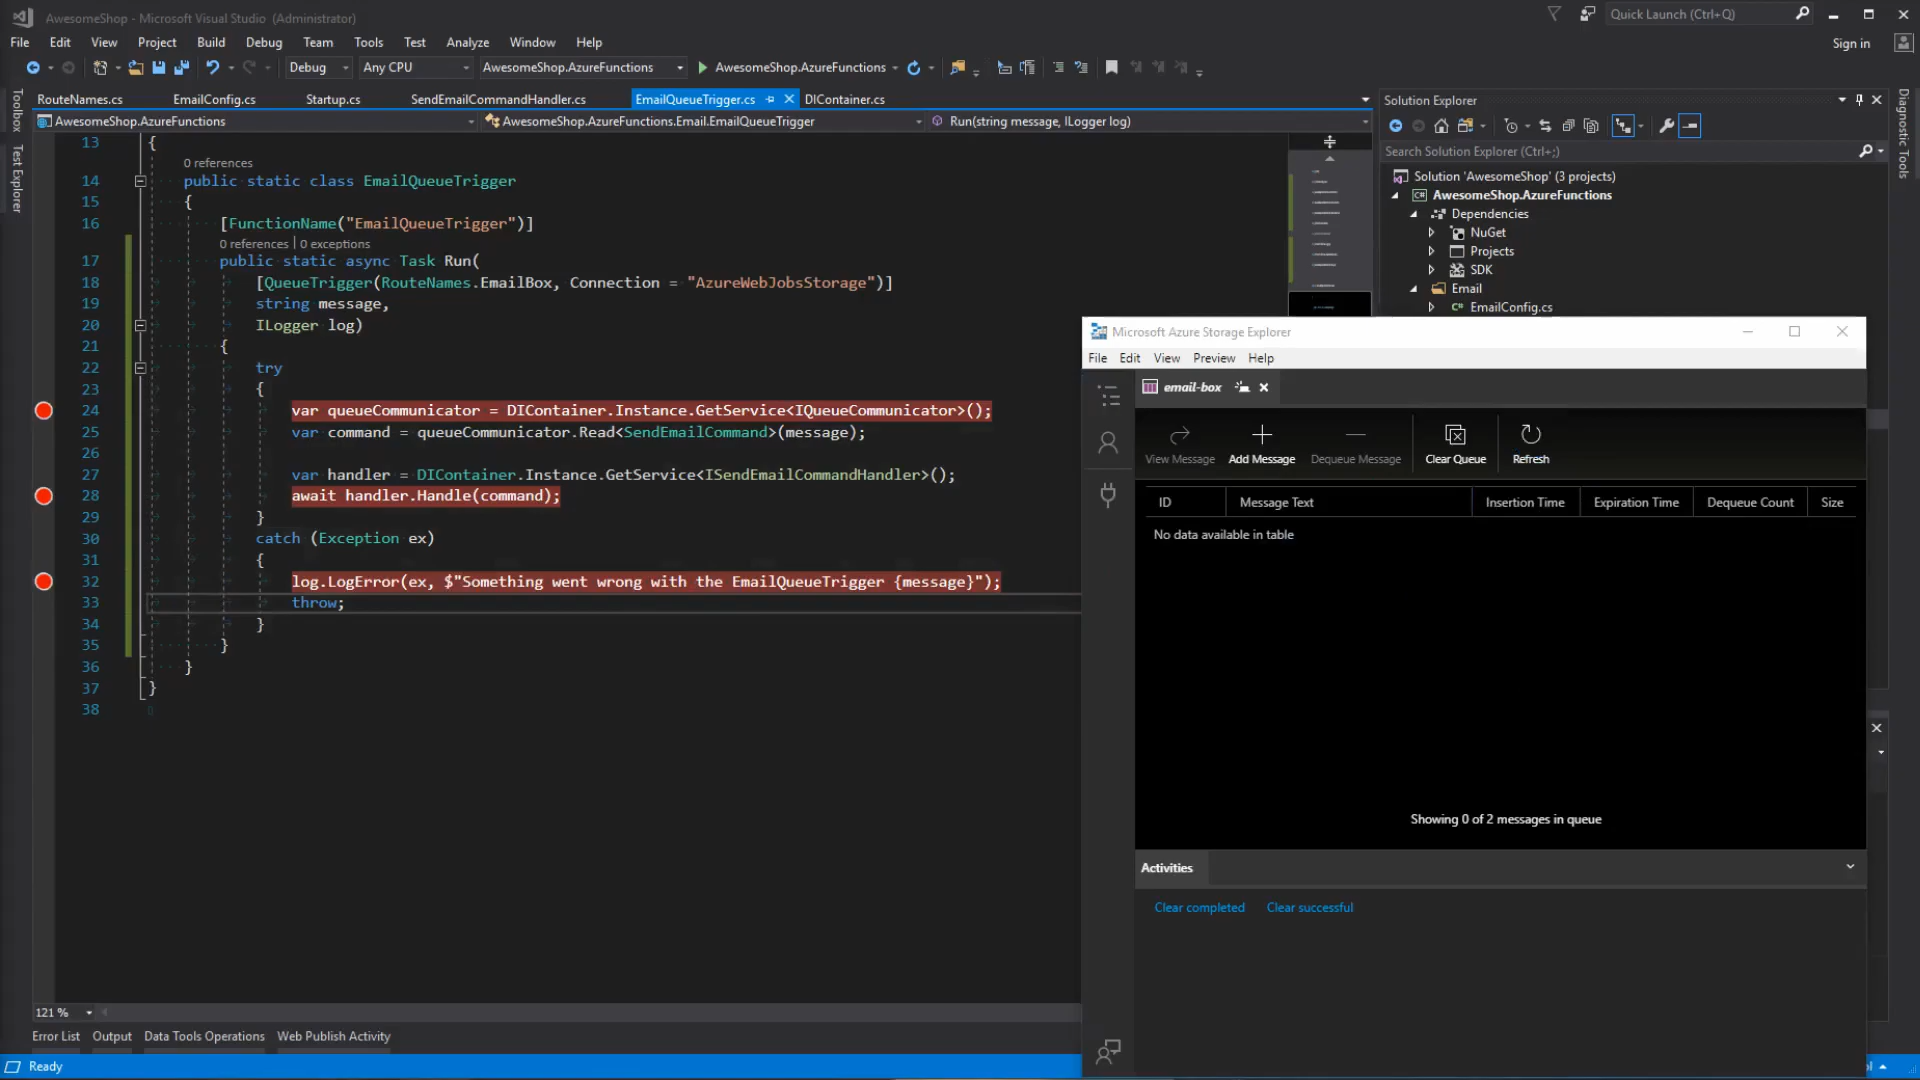 AwesomeShop - Microsoft Visual Studio (Administrator)
Quick Launch (Ctrl+Q)
File Edit View Project Build Debug Team Tools Test Analyze Window Help
Sign in
Debug Any CPU AwesomeShop.AzureFunctions AwesomeShop.AzureFunctions
RouteNames.cs EmailConfig.cs Startup.cs SendEmailCommandHandler.cs EmailQueueTrigger.cs DIContainer.cs
AwesomeShop.AzureFunctions AwesomeShop.AzureFunctions.Email.EmailQueueTrigger Run(string message, ILogger log)
Toolbox
Test Explorer
13 {
0 references
14 public static class EmailQueueTrigger
15 {
16 [FunctionName("EmailQueueTrigger")]
0 references | 0 exceptions
17 public static async Task Run(
18 [QueueTrigger(RouteNames.EmailBox, Connection = "AzureWebJobsStorage")]
19 string message,
20 ILogger log)
21 {
22 try
23 {
24 var queueCommunicator = DIContainer.Instance.GetService<IQueueCommunicator>();
25 var command = queueCommunicator.Read<SendEmailCommand>(message);
26
27 var handler = DIContainer.Instance.GetService<ISendEmailCommandHandler>();
28 await handler.Handle(command);
29 }
30 catch (Exception ex)
31 {
32 log.LogError(ex, $"Something went wrong with the EmailQueueTrigger {message}");
33 throw;
34 }
35 }
36 }
37 }
38
121 %
Error List Output Data Tools Operations Web Publish Activity
Ready
Solution Explorer
Search Solution Explorer (Ctrl+;)
Solution 'AwesomeShop' (3 projects)
AwesomeShop.AzureFunctions
Dependencies
NuGet
Projects
SDK
Email
EmailConfig.cs
Diagnostic Tools
Microsoft Azure Storage Explorer
File Edit View Preview Help
email-box
View Message Add Message Dequeue Message Clear Queue Refresh
ID Message Text Insertion Time Expiration Time Dequeue Count Size
No data available in table
Showing 0 of 2 messages in queue
Activities
Clear completed Clear successful